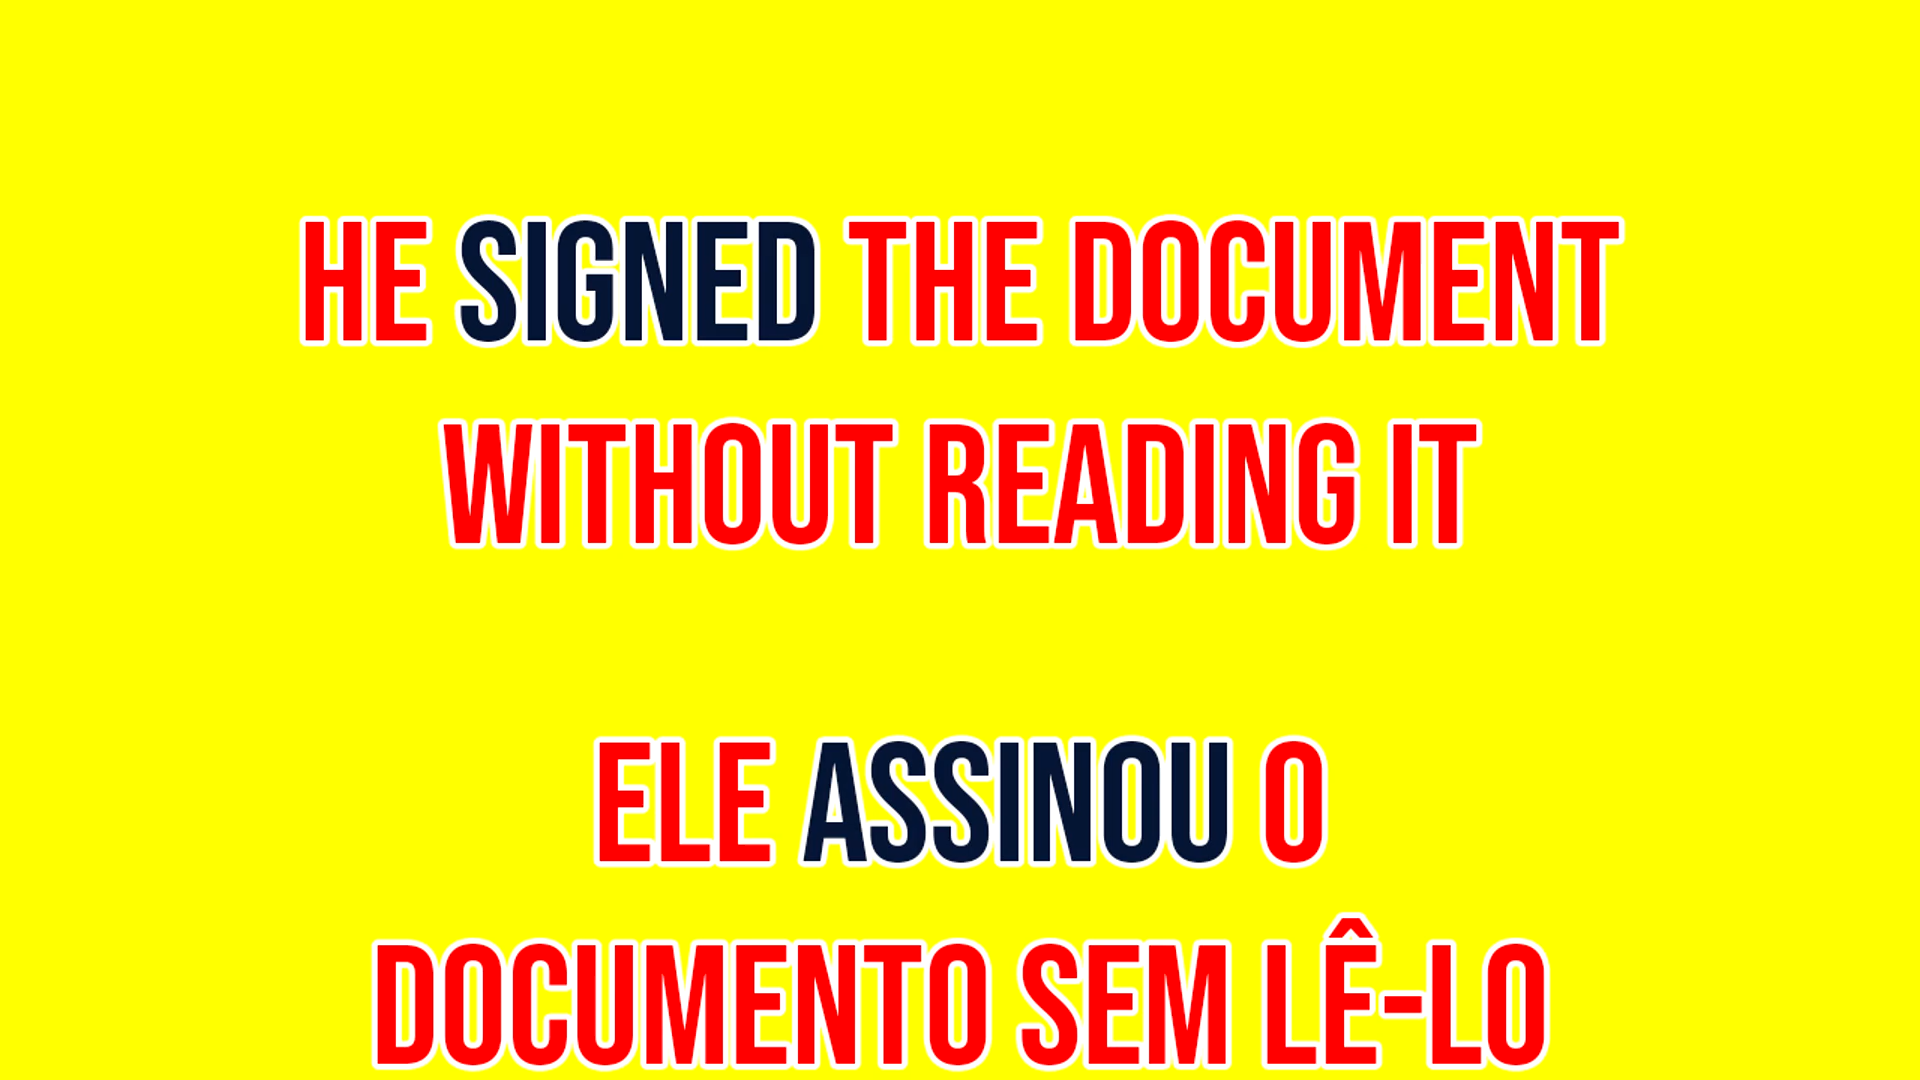 HE SIGNED THE DOCUMENT
WITHOUT READING IT
ELE ASSINOU O
DOCUMENTO SEM LÊ-LO